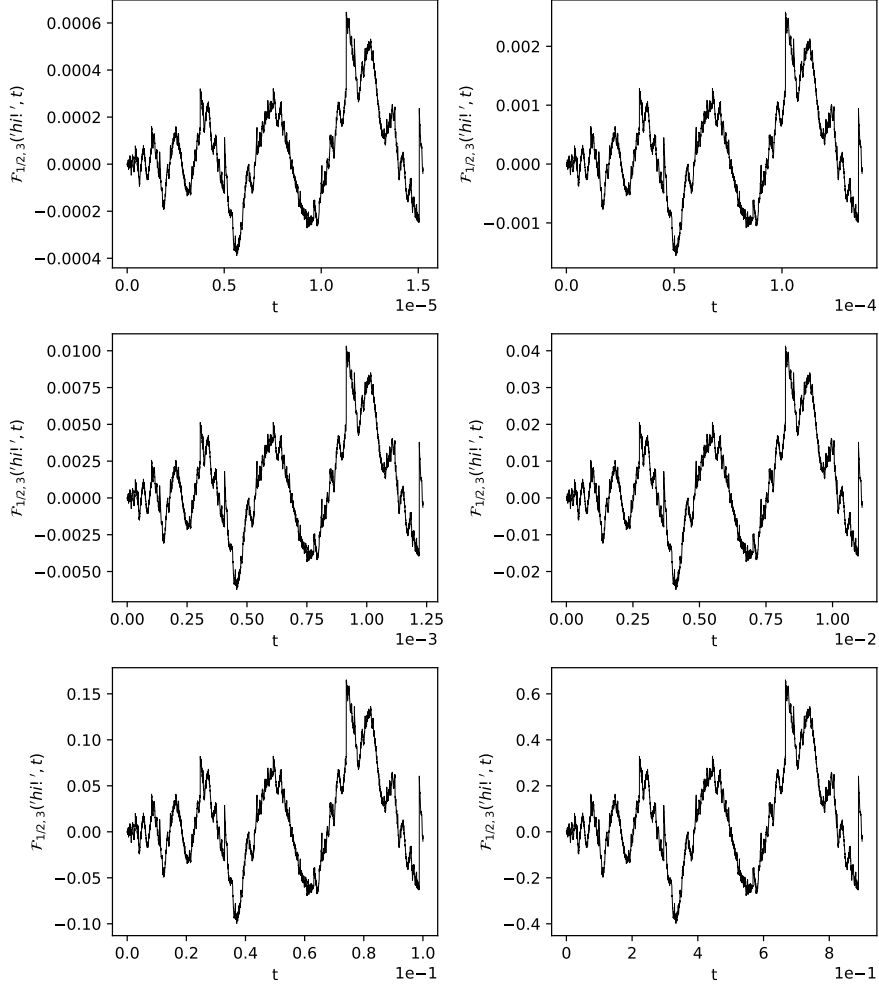 0.0006
0.0004
0.0002
0.0000
−0.0002
−0.0004
ℱ1/2, 3('hi! ', t)
0.0 0.5 1.0 1.5
1e−5
t
0.002
0.001
0.000
−0.001
ℱ1/2, 3('hi! ', t)
0.0 0.5 1.0
1e−4
t
0.0100
0.0075
0.0050
0.0025
0.0000
−0.0025
−0.0050
ℱ1/2, 3('hi! ', t)
0.00 0.25 0.50 0.75 1.00 1.25
1e−3
t
0.04
0.03
0.02
0.01
0.00
−0.01
−0.02
ℱ1/2, 3('hi! ', t)
0.00 0.25 0.50 0.75 1.00
1e−2
t
0.15
0.10
0.05
0.00
−0.05
−0.10
ℱ1/2, 3('hi! ', t)
0.0 0.2 0.4 0.6 0.8 1.0
1e−1
t
0.6
0.4
0.2
0.0
−0.2
−0.4
ℱ1/2, 3('hi! ', t)
0 2 4 6 8
1e−1
t